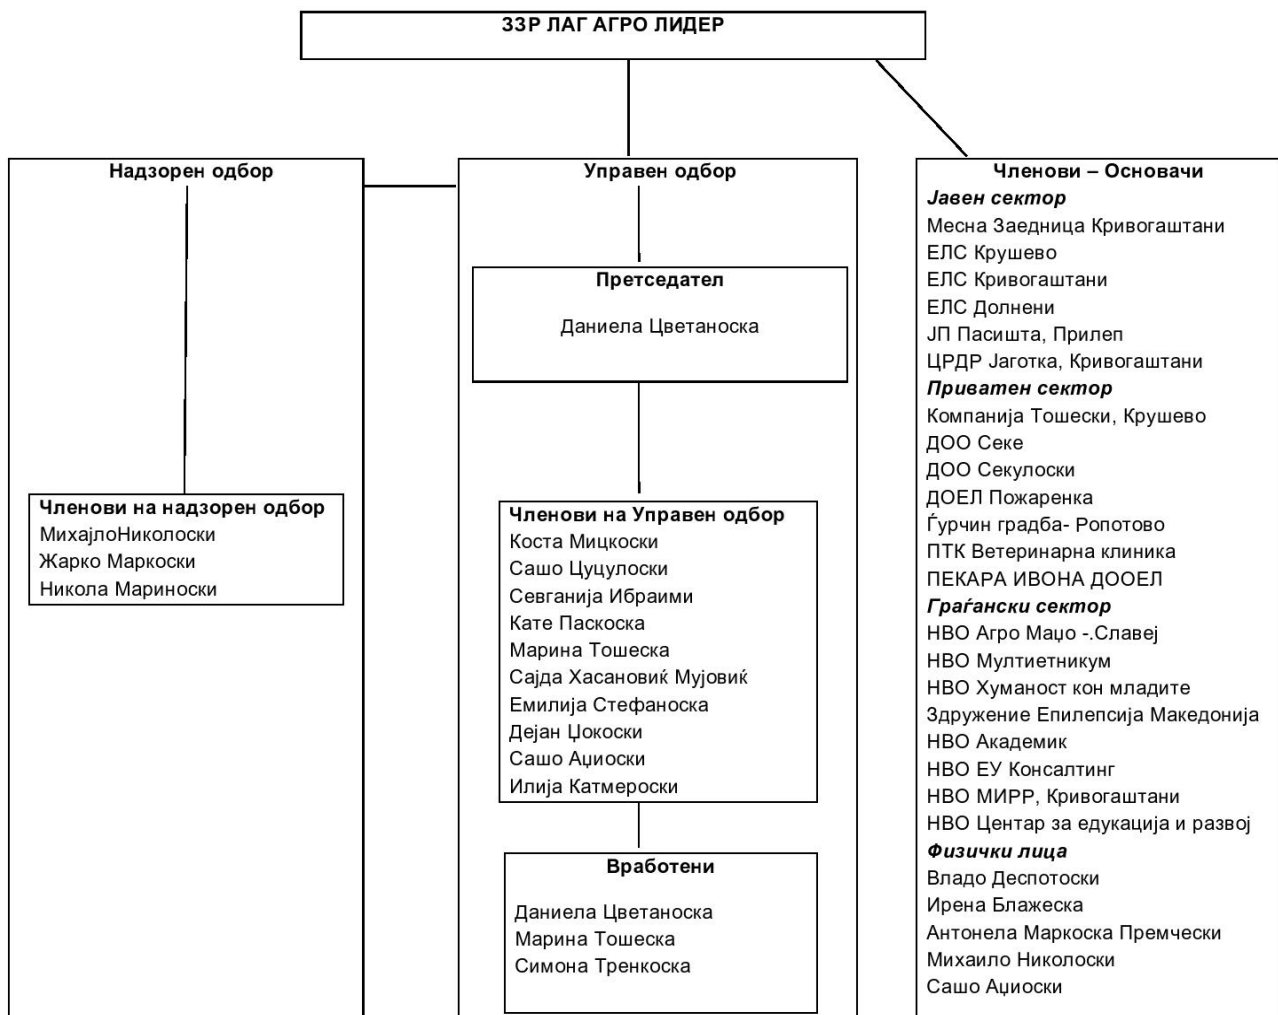 ЗЗР ЛАГ АГРО ЛИДЕР
Надзорен одбор
Членови на надзорен одбор
МихајлоНиколоски
Жарко Маркоски
Никола Мариноски
Управен одбор
Претседател
Даниела Цветаноска
Членови на Управен одбор
Коста Мицкоски
Сашо Цуцулоски
Севганија Ибраими
Кате Паскоска
Марина Тошеска
Сајда Хасановиќ Мујовиќ
Емилија Стефаноска
Дејан Џокоски
Сашо Аџиоски
Илија Катмероски
Вработени
Даниела Цветаноска
Марина Тошеска
Симона Тренкоска
Членови – Основачи
Јавен сектор
Месна Заедница Кривогаштани
ЕЛС Крушево
ЕЛС Кривогаштани
ЕЛС Долнени
ЈП Пасишта, Прилеп
ЦРДР Јаготка, Кривогаштани
Приватен сектор
Компанија Тошески, Крушево
ДОО Секе
ДОО Секулоски
ДОЕЛ Пожаренка
Ѓурчин градба- Ропотово
ПТК Ветеринарна клиника
ПЕКАРА ИВОНА ДООЕЛ
Граѓански сектор
НВО Агро Маџо -.Славеј
НВО Мултиетникум
НВО Хуманост кон младите
Здружение Епилепсија Македонија
НВО Академик
НВО ЕУ Консалтинг
НВО МИРР, Кривогаштани
НВО Центар за едукација и развој
Физички лица
Владо Деспотоски
Ирена Блажеска
Антонела Маркоска Премчески
Михаило Николоски
Сашо Аџиоски